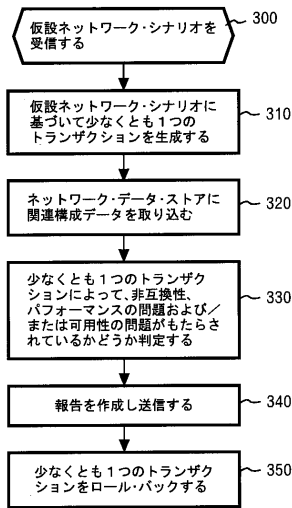 仮設ネットワーク・シナリオを
受信する
300
仮設ネットワーク・シナリオに
基づいて少なくとも1つの
トランザクションを生成する
310
ネットワーク・データ・ストアに
関連構成データを取り込む
320
少なくとも1つのトランザク
ションによって、非互換性、
パフォーマンスの問題および/
または可用性の問題がもたらさ
れているかどうか判定する
330
報告を作成し送信する
340
少なくとも1つのトランザク
ションをロール・バックする
350